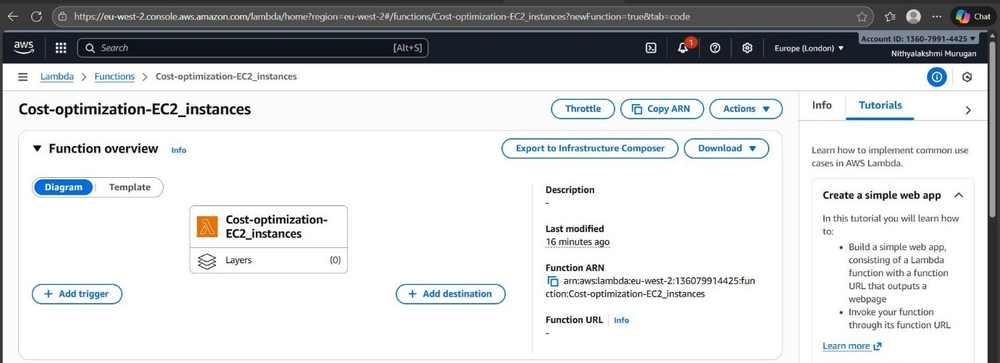 https://eu-west-2.console.aws.amazon.com/lambda/home?region=eu-west-2#/functions/Cost-optimization-EC2_instances?newFunction=true&tab=code
Chat
aws
Search
[Alt+S]
1
Europe (London)
Account ID: 1360-7991-4425
Nithyalakshmi Murugan
Lambda > Functions > Cost-optimization-EC2_instances
Cost-optimization-EC2_instances
Throttle
Copy ARN
Actions
Function overview Info
Export to Infrastructure Composer
Download
Diagram
Template
Cost-optimization-
EC2_instances
Layers
(0)
+ Add trigger
+ Add destination
Description
-
Last modified
16 minutes ago
Function ARN
arn:aws:lambda:eu-west-2:136079914425:fun
ction:Cost-optimization-EC2_instances
Function URL Info
-
Info
Tutorials
Learn how to implement common use
cases in AWS Lambda.
Create a simple web app
In this tutorial you will learn how
to:
• Build a simple web app,
consisting of a Lambda
function with a function
URL that outputs a
webpage
• Invoke your function
through its function URL
Learn more